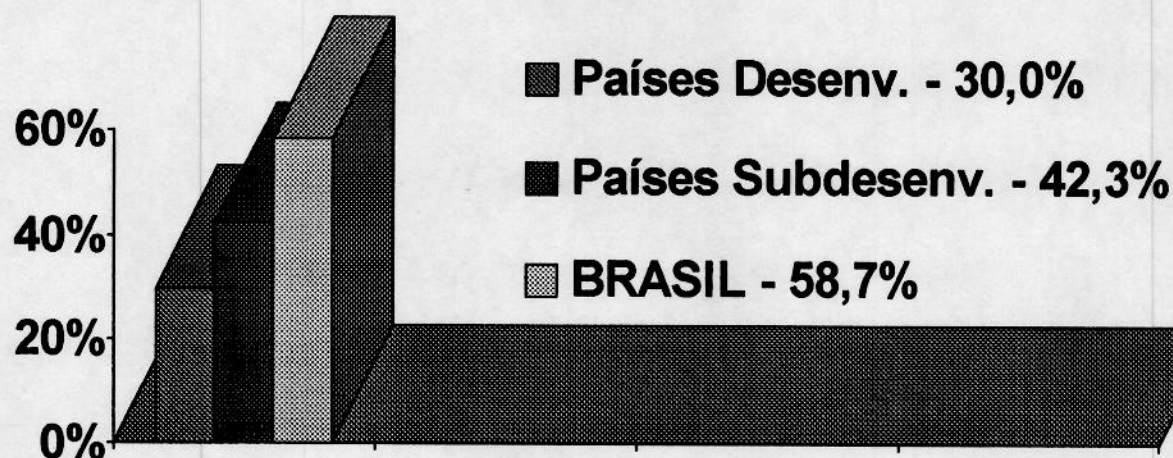 Países Desenv. - 30,0%
60%
Países Subdesenv. - 42,3%
40%
BRASIL - 58,7%
20%
0%